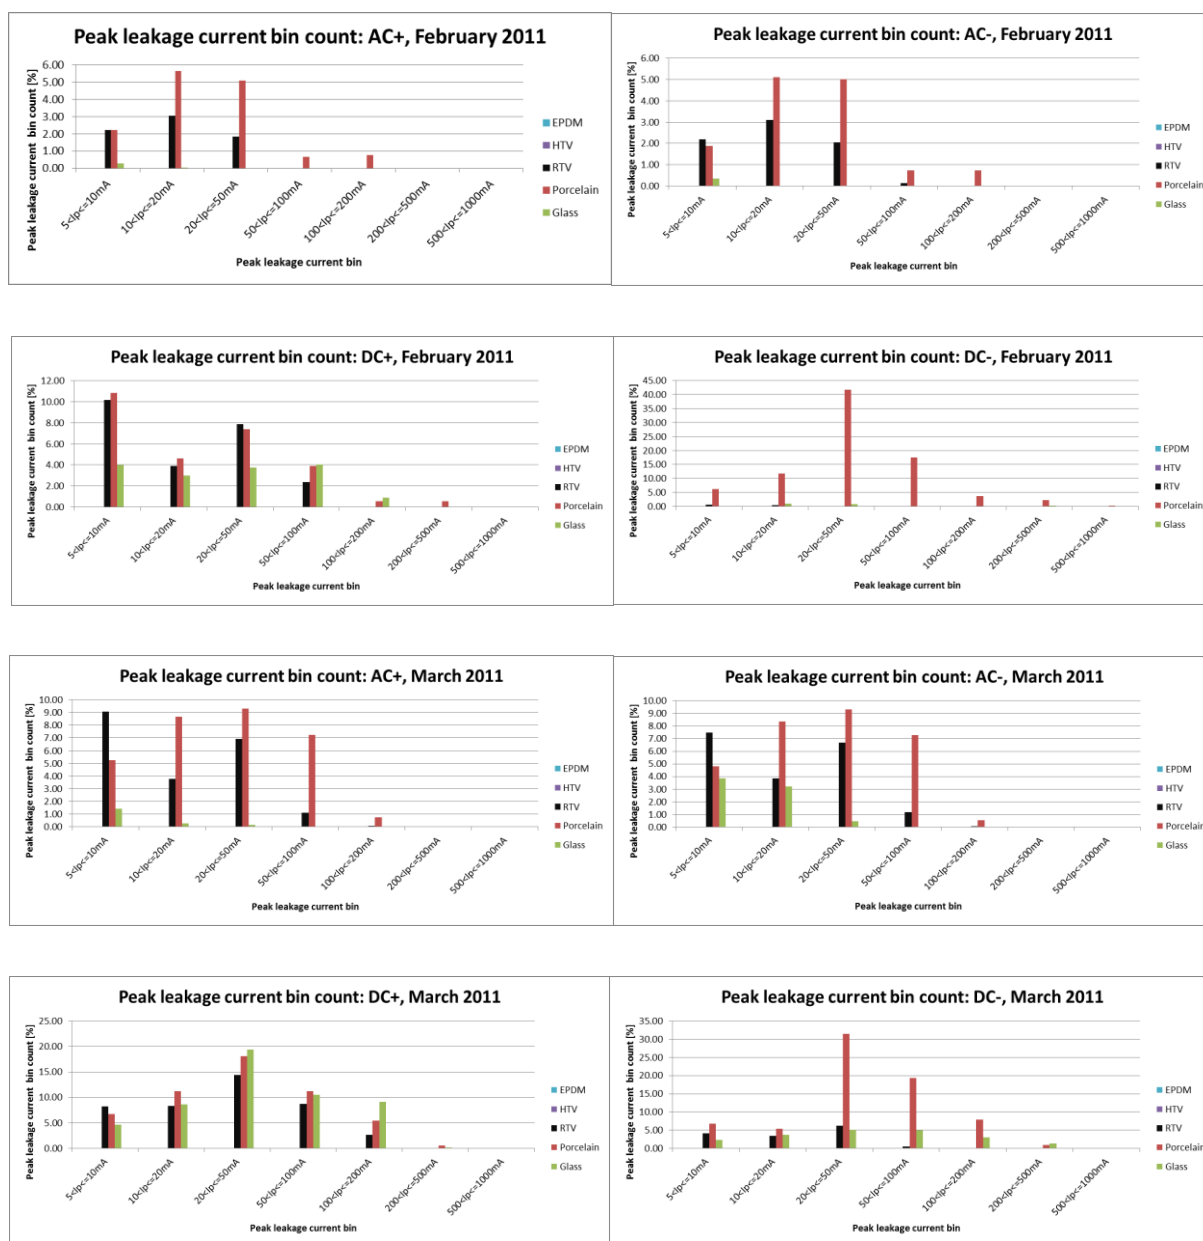 Peak leakage current bin count: AC+, February 2011
Peak leakage current bin count [%]
6.00
5.00
4.00
3.00
2.00
1.00
0.00
5<Ip<=10mA
10<Ip<=20mA
20<Ip<=50mA
50<Ip<=100mA
100<Ip<=200mA
200<Ip<=500mA
500<Ip<=1000mA
Peak leakage current bin
EPDM
HTV
RTV
Porcelain
Glass
Peak leakage current bin count: AC-, February 2011
Peak leakage current bin count [%]
6.00
5.00
4.00
3.00
2.00
1.00
0.00
5<Ip<=10mA
10<Ip<=20mA
20<Ip<=50mA
50<Ip<=100mA
100<Ip<=200mA
200<Ip<=500mA
500<Ip<=1000mA
Peak leakage current bin
EPDM
HTV
RTV
Porcelain
Glass
Peak leakage current bin count: DC+, February 2011
Peak leakage current bin count [%]
12.00
10.00
8.00
6.00
4.00
2.00
0.00
5<Ip<=10mA
10<Ip<=20mA
20<Ip<=50mA
50<Ip<=100mA
100<Ip<=200mA
200<Ip<=500mA
500<Ip<=1000mA
Peak leakage current bin
EPDM
HTV
RTV
Porcelain
Glass
Peak leakage current bin count: DC-, February 2011
Peak leakage current bin count [%]
45.00
40.00
35.00
30.00
25.00
20.00
15.00
10.00
5.00
0.00
5<Ip<=10mA
10<Ip<=20mA
20<Ip<=50mA
50<Ip<=100mA
100<Ip<=200mA
200<Ip<=500mA
500<Ip<=1000mA
Peak leakage current bin
EPDM
HTV
RTV
Porcelain
Glass
Peak leakage current bin count: AC+, March 2011
Peak leakage current bin count [%]
10.00
9.00
8.00
7.00
6.00
5.00
4.00
3.00
2.00
1.00
0.00
5<Ip<=10mA
10<Ip<=20mA
20<Ip<=50mA
50<Ip<=100mA
100<Ip<=200mA
200<Ip<=500mA
500<Ip<=1000mA
Peak leakage current bin
EPDM
HTV
RTV
Porcelain
Glass
Peak leakage current bin count: AC-, March 2011
Peak leakage current bin count [%]
10.00
9.00
8.00
7.00
6.00
5.00
4.00
3.00
2.00
1.00
0.00
5<Ip<=10mA
10<Ip<=20mA
20<Ip<=50mA
50<Ip<=100mA
100<Ip<=200mA
200<Ip<=500mA
500<Ip<=1000mA
Peak leakage current bin
EPDM
HTV
RTV
Porcelain
Glass
Peak leakage current bin count: DC+, March 2011
Peak leakage current bin count [%]
25.00
20.00
15.00
10.00
5.00
0.00
5<Ip<=10mA
10<Ip<=20mA
20<Ip<=50mA
50<Ip<=100mA
100<Ip<=200mA
200<Ip<=500mA
500<Ip<=1000mA
Peak leakage current bin
EPDM
HTV
RTV
Porcelain
Glass
Peak leakage current bin count: DC-, March 2011
Peak leakage current bin count [%]
35.00
30.00
25.00
20.00
15.00
10.00
5.00
0.00
5<Ip<=10mA
10<Ip<=20mA
20<Ip<=50mA
50<Ip<=100mA
100<Ip<=200mA
200<Ip<=500mA
500<Ip<=1000mA
Peak leakage current bin
EPDM
HTV
RTV
Porcelain
Glass